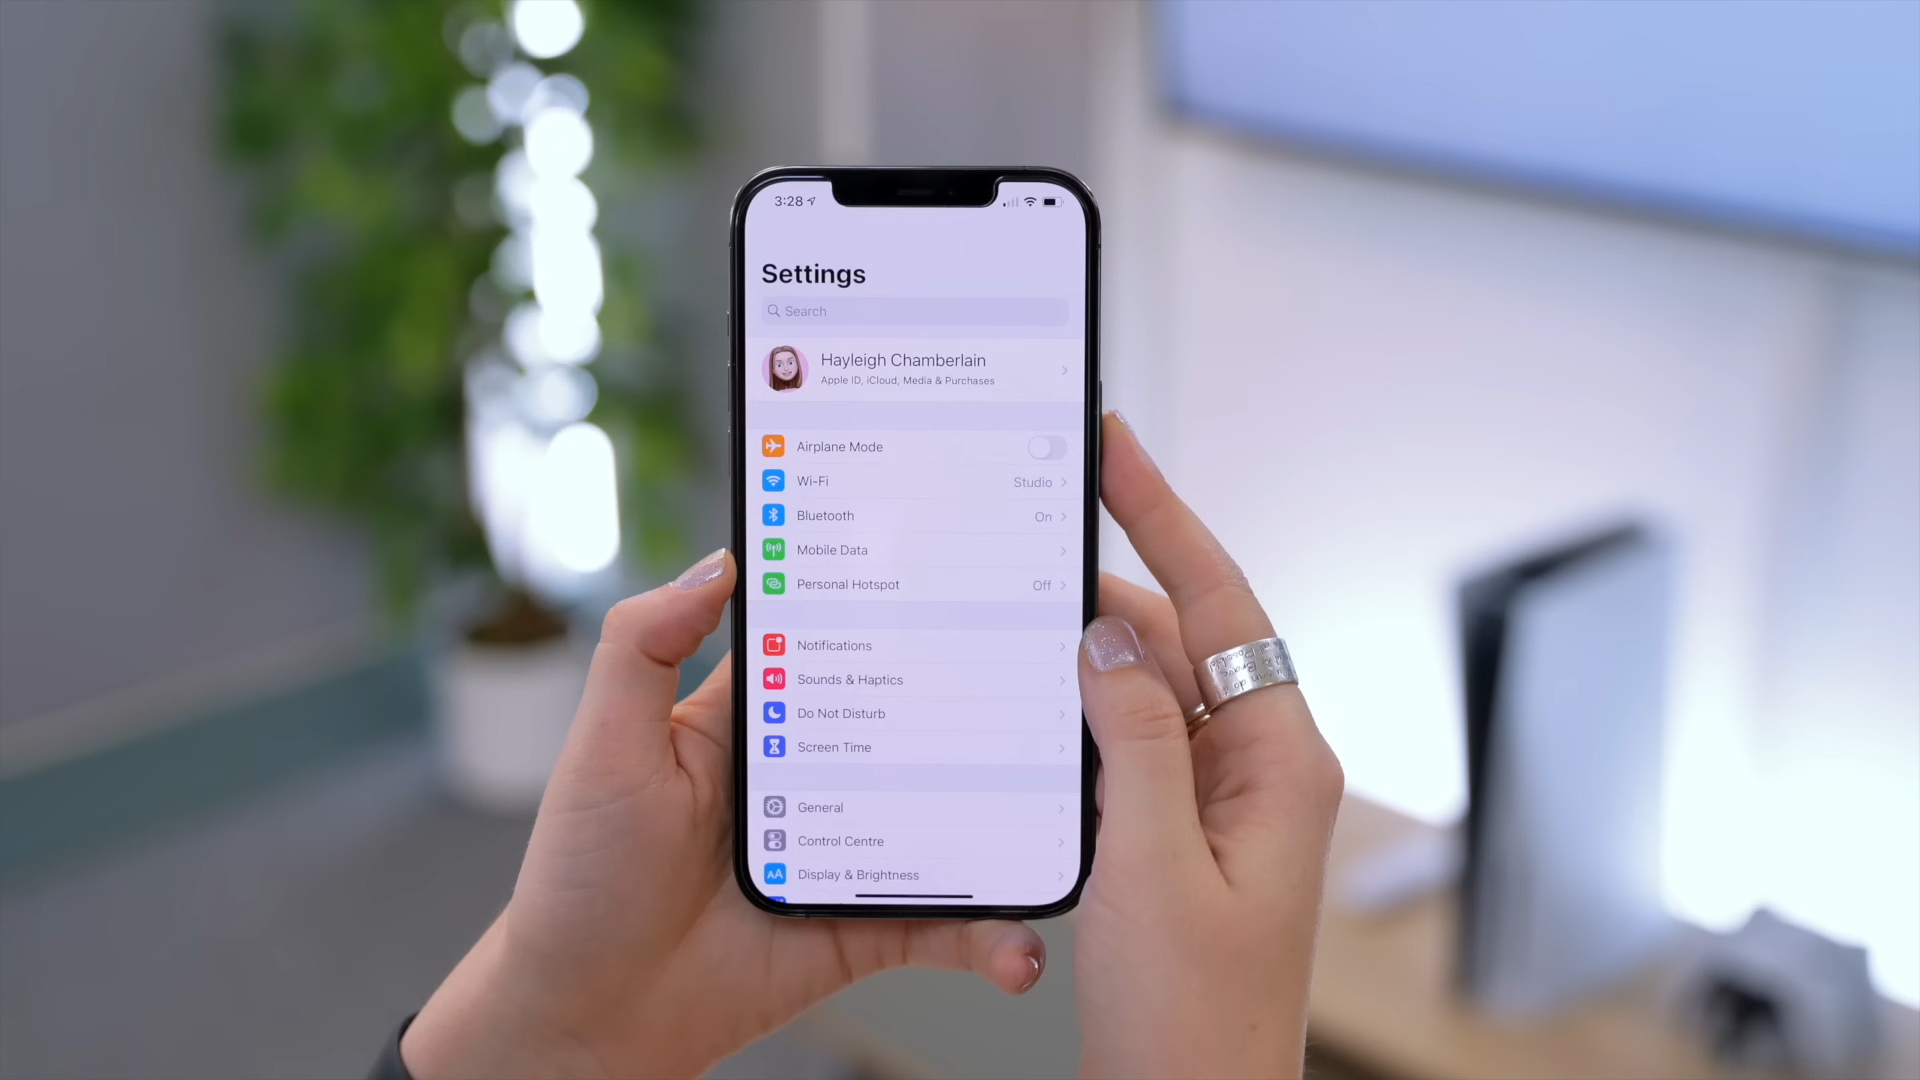 3:28
Settings
Search
Hayleigh Chamberlain
Apple ID, iCloud, Media & Purchases
Airplane Mode
Wi-Fi Studio
Bluetooth On
Mobile Data
Personal Hotspot Off
Notifications
Sounds & Haptics
Do Not Disturb
Screen Time
General
Control Centre
AA Display & Brightness